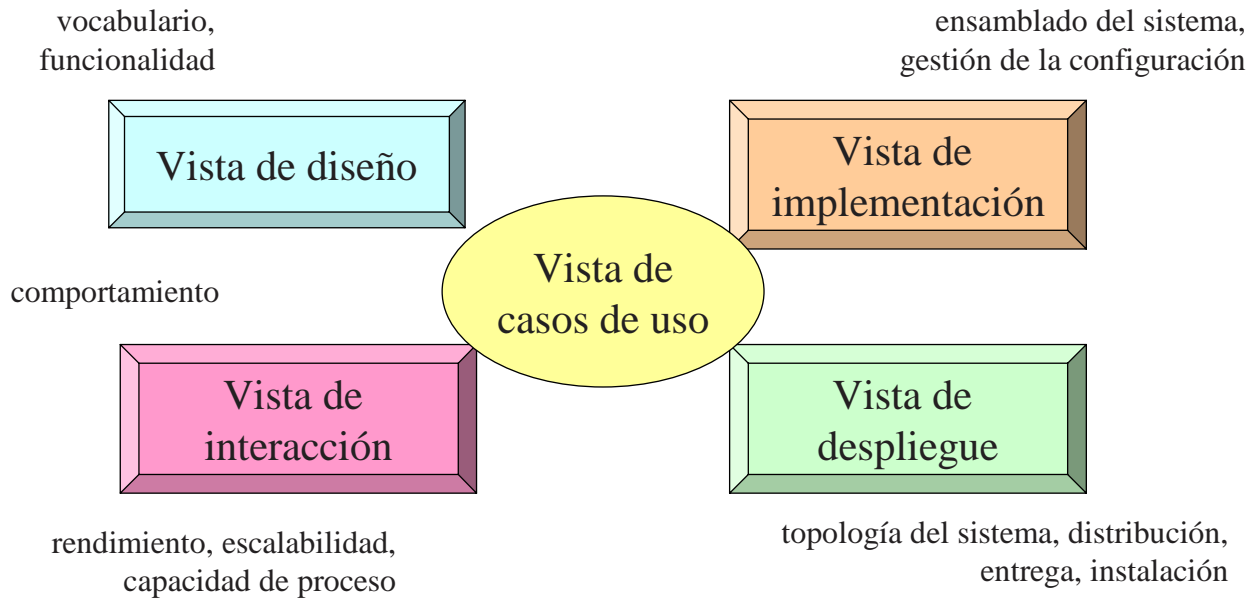 vocabulario,
funcionalidad
ensamblado del sistema,
gestión de la configuración
Vista de diseño
Vista de
implementación
Vista de
casos de uso
comportamiento
Vista de
interacción
Vista de
despliegue
rendimiento, escalabilidad,
capacidad de proceso
topología del sistema, distribución,
entrega, instalación